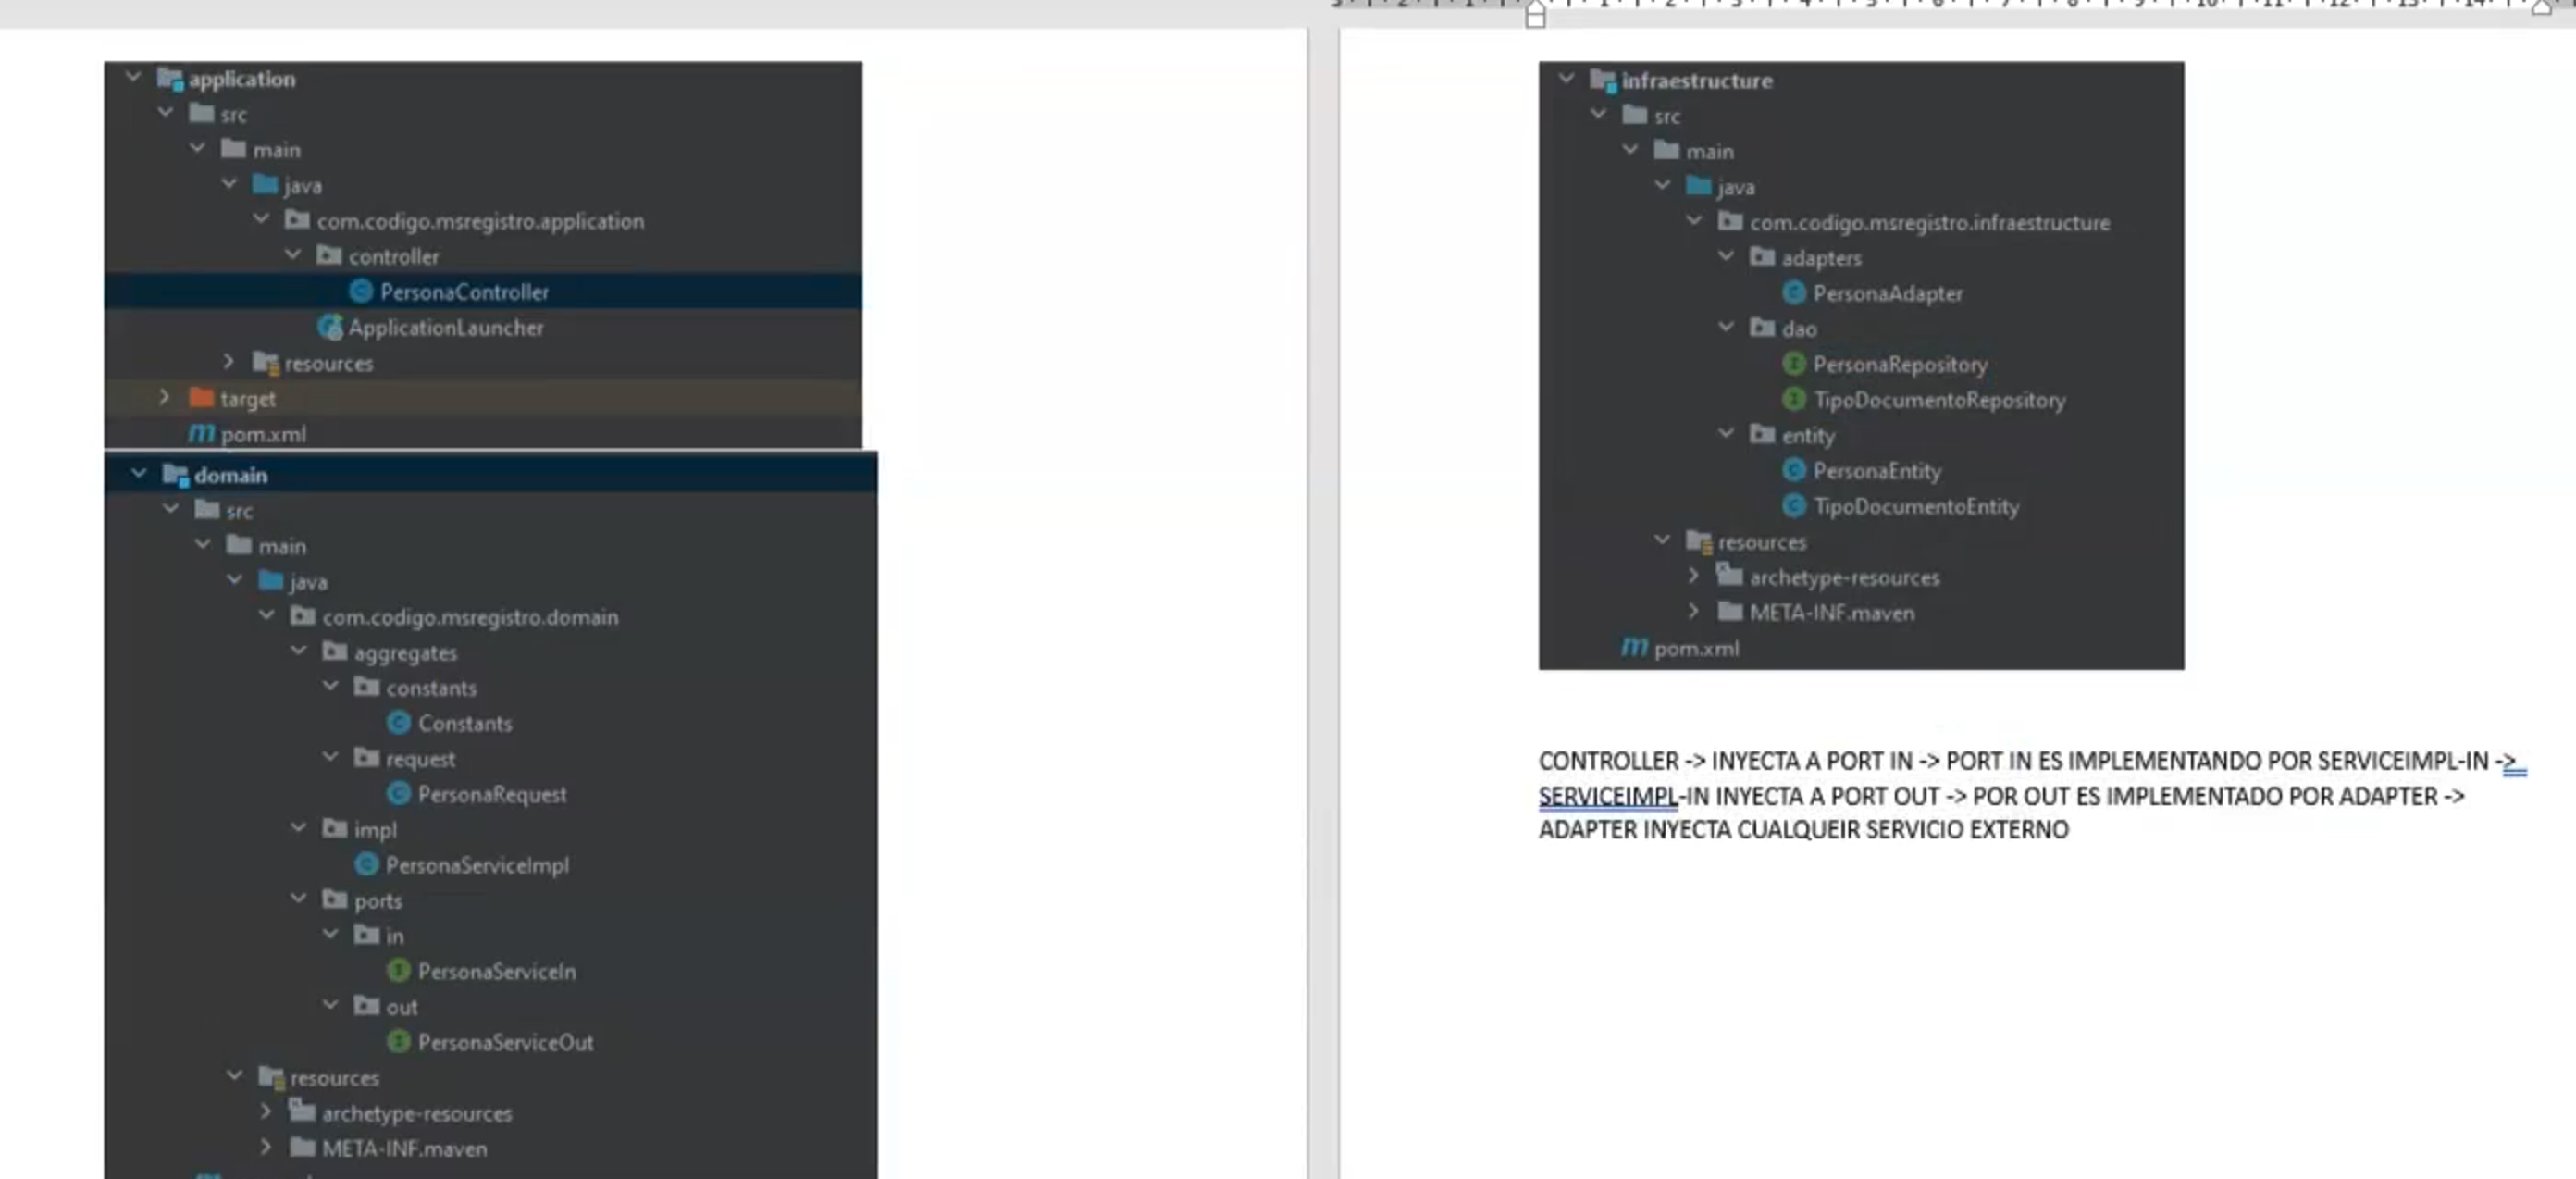 application
src
main
java
com.codigo.msregistro.application
controller
PersonaController
ApplicationLauncher
resources
target
pom.xml
domain
src
main
java
com.codigo.msregistro.domain
aggregates
constants
Constants
request
PersonaRequest
impl
PersonaServiceImpl
ports
in
PersonaServiceIn
out
PersonaServiceOut
resources
archetype-resources
META-INF.maven
infraestructure
src
main
java
com.codigo.msregistro.infraestructure
adapters
PersonaAdapter
dao
PersonaRepository
TipoDocumentoRepository
entity
PersonaEntity
TipoDocumentoEntity
resources
archetype-resources
META-INF.maven
pom.xml
CONTROLLER -> INYECTA A PORT IN -> PORT IN ES IMPLEMENTANDO POR SERVICEIMPL-IN ->
SERVICEIMPL-IN INYECTA A PORT OUT -> POR OUT ES IMPLEMENTADO POR ADAPTER ->
ADAPTER INYECTA CUALQUEIR SERVICIO EXTERNO